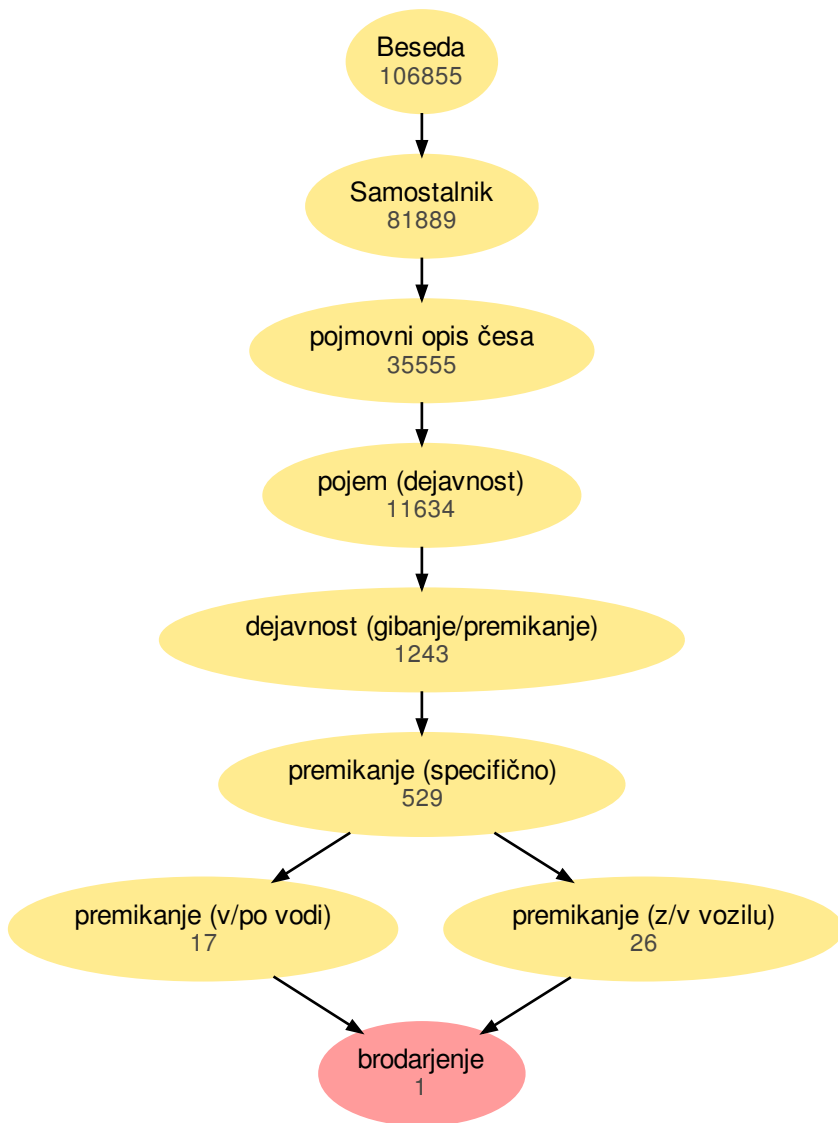 Beseda
106855
Samostalnik
81889
pojmovni opis česa
35555
pojem (dejavnost)
11634
dejavnost (gibanje/premikanje)
1243
premikanje (specifično)
529
premikanje (v/po vodi)
17
premikanje (z/v vozilu)
26
brodarjenje
1